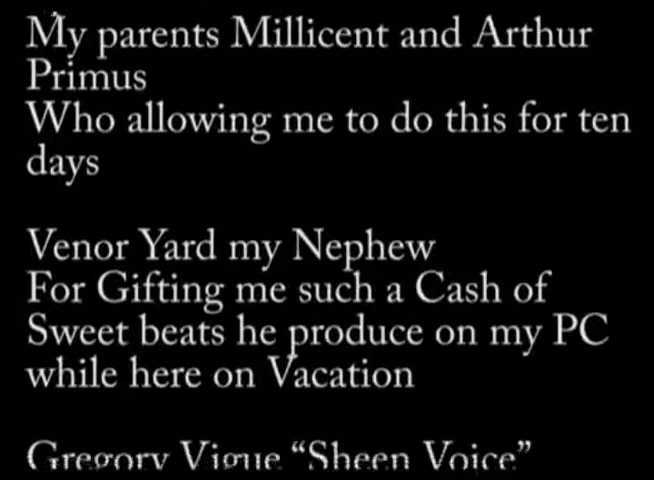 My parents Millicent and Arthur
Primus
Who allowing me to do this for ten
days
Venor Yard my Nephew
For Gifting me such a Cash of
Sweet beats he produce on my PC
while here on Vacation
Gregory Vigue “Sheen Voice”